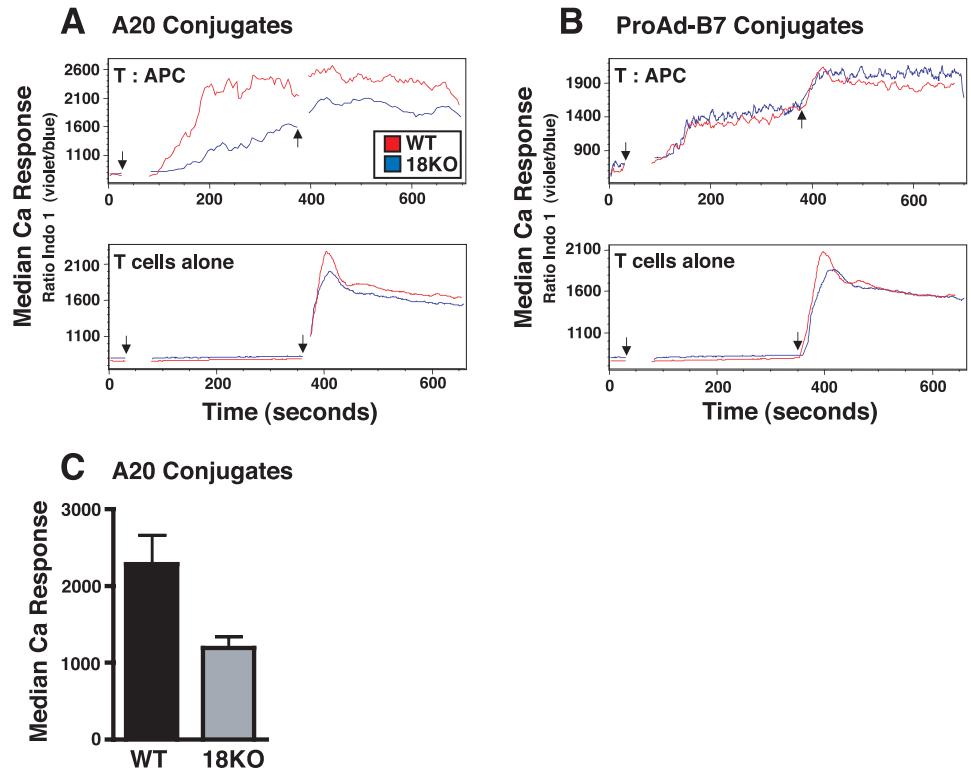 A A20 Conjugates
Median Ca Response
Ratio Indo 1 (violet/blue)
T : APC
2600
2100
1600
1100
0 200 400 600
WT
18KO
T cells alone
2100
1600
1100
0 200 400 600
Time (seconds)
B ProAd-B7 Conjugates
Median Ca Response
Ratio Indo 1 (violet/blue)
T : APC
1900
1400
900
0 200 400 600
T cells alone
2100
1600
1100
0 200 400 600
Time (seconds)
C A20 Conjugates
Median Ca Response
3000
2000
1000
0
WT 18KO